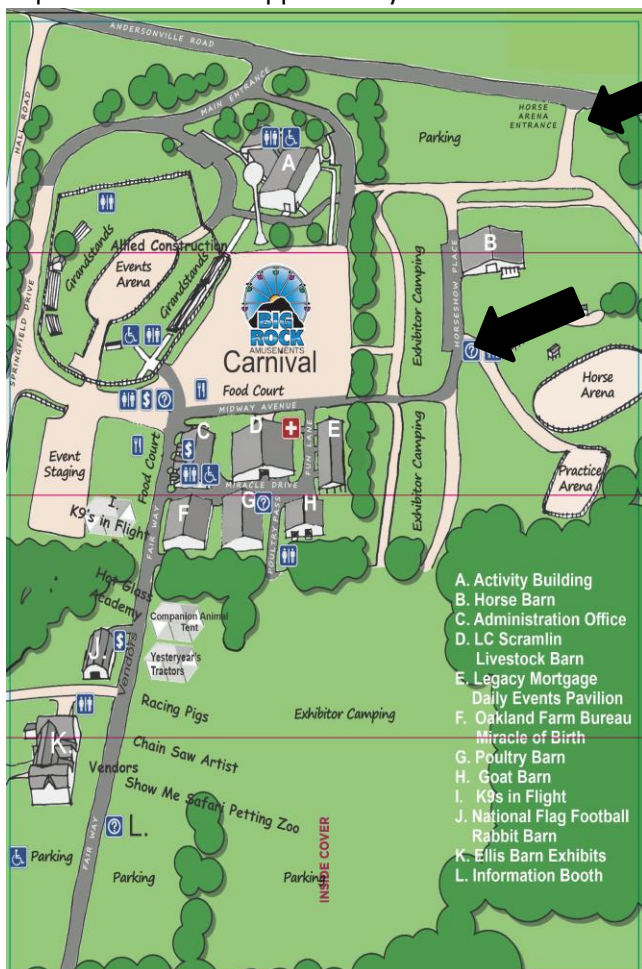 ANDERSONVILLE ROAD
HALL ROAD
MAIN ENTRANCE
HORSE
ARENA
ENTRANCE
Parking
A
B
Allied Construction
Grandstands
Events
Arena
Grandstands
SPRINGFIELD DRIVE
BIG
ROCK
AMUSEMENTS
Carnival
Exhibitor Camping
HORSESHOW PLACE
Food Court
MIDWAY AVENUE
Horse
Arena
Practice
Arena
Event
Staging
Food Court
C
D
FUN LANE
E
Exhibitor Camping
MIRACLE DRIVE
I.
K9's in Flight
FAIR WAY
F
G
POULTRY PASS
H
Hot Glass
Academy
Companion Animal
Tent
Yesteryear's
Tractors
J
Vendors
Racing Pigs
Exhibitor Camping
Chain Saw Artist
K.
Vendors
Show Me Safari Petting Zoo
L.
FAIR WAY
Parking
Parking
Parking
INSIDE COVER
A. Activity Building
B. Horse Barn
C. Administration Office
D. LC Scramlin
Livestock Barn
E. Legacy Mortgage
Daily Events Pavilion
F. Oakland Farm Bureau
Miracle of Birth
G. Poultry Barn
H. Goat Barn
I. K9s in Flight
J. National Flag Football
Rabbit Barn
K. Ellis Barn Exhibits
L. Information Booth